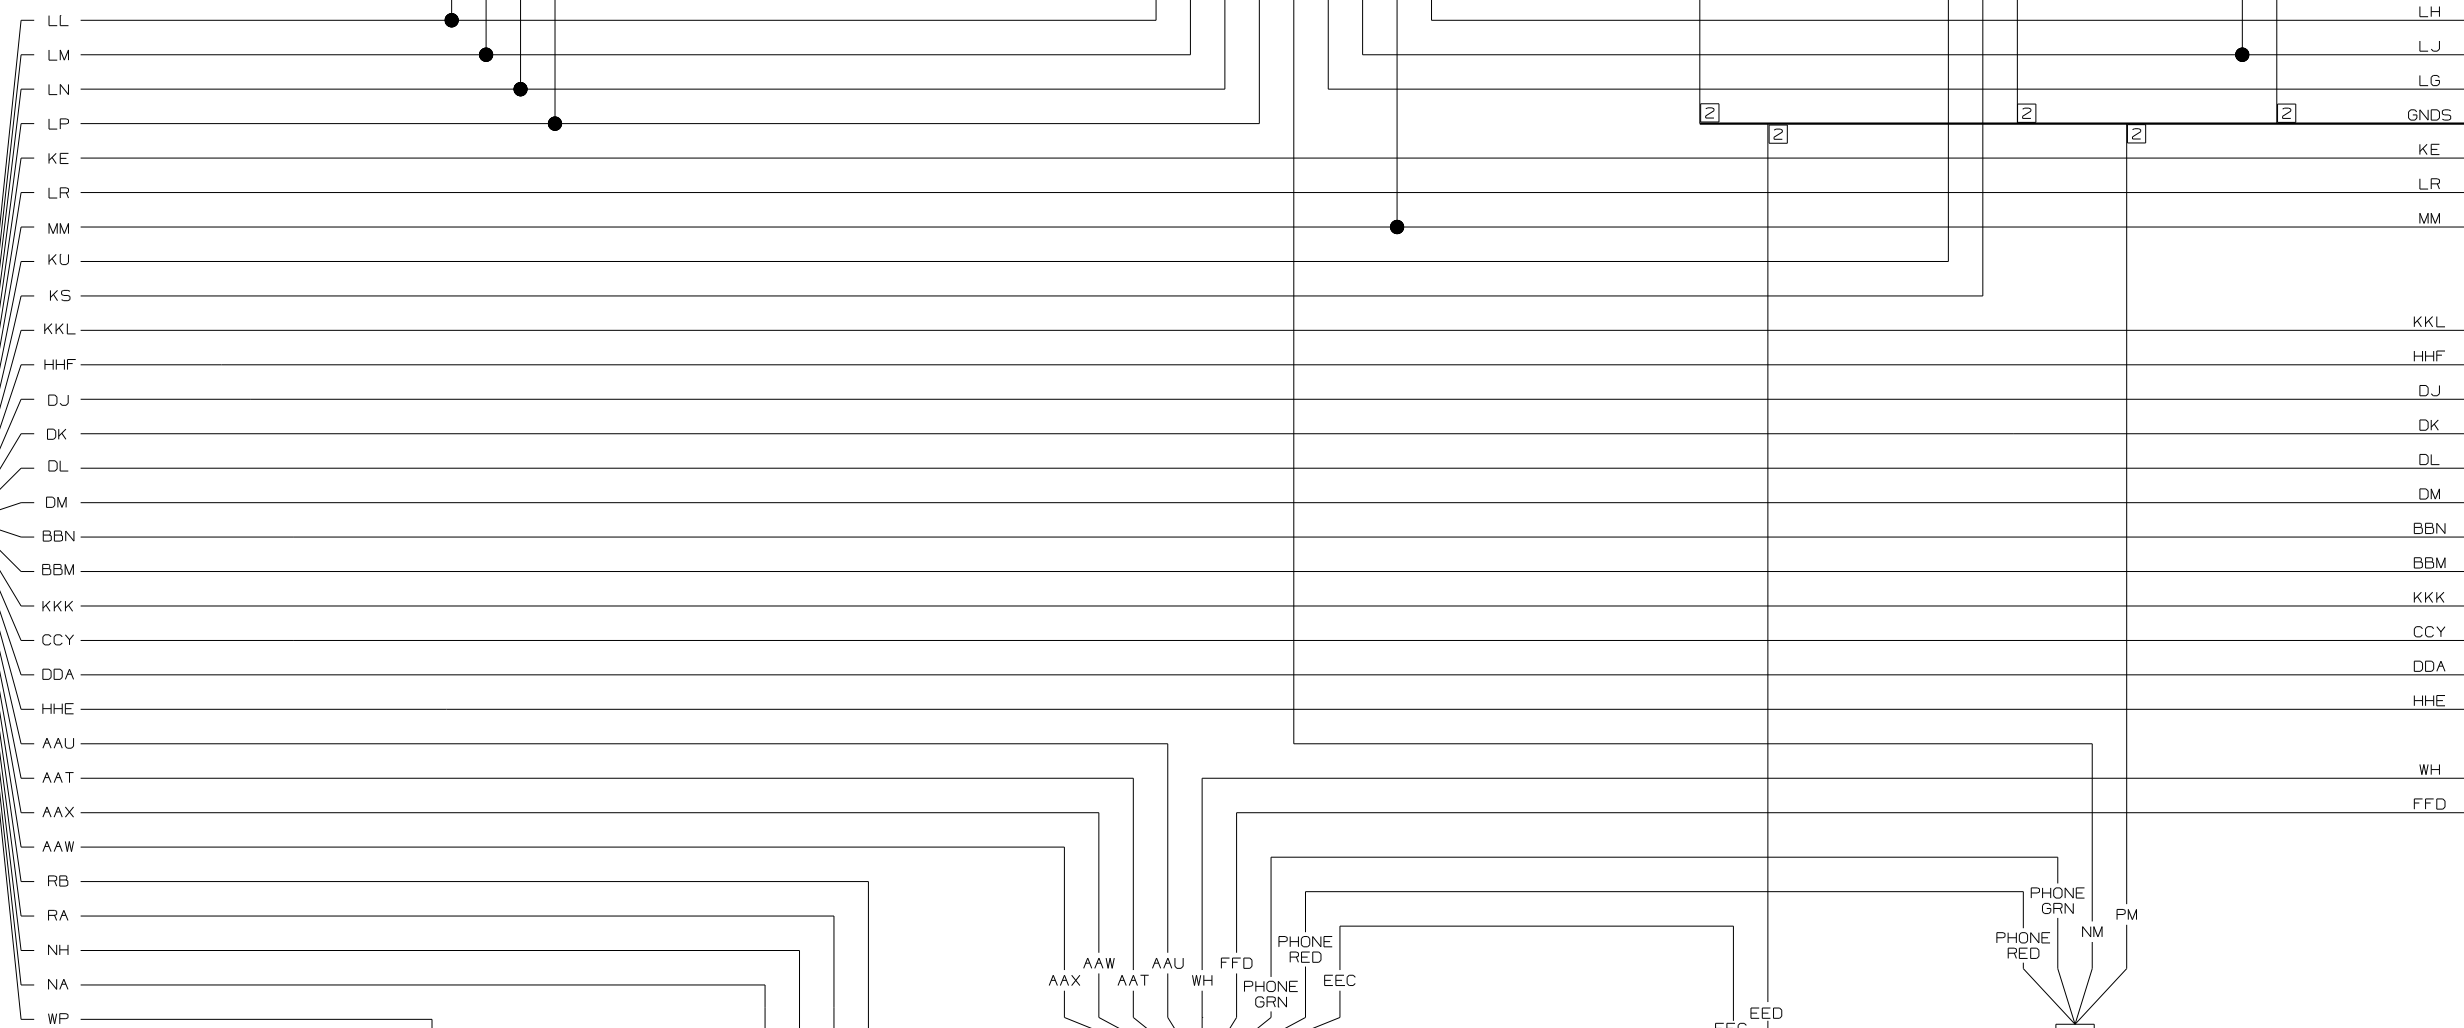 LL LH
LM LJ
LN LG
2 2 2
LP GNDS
2 2
KE KE
LR LR
MM MM
KU
KS
KKL KKL
HHF HHF
DJ DJ
DK DK
DL DL
DM DM
BBN BBN
BBM BBM
KKK KKK
CCY CCY
DDA DDA
HHE HHE
AAU
AAT WH
AAX FFD
AAW
RB
PHONE
GRN
RA PM
NM
PHONE
RED
PHONE
RED
NH
AAW AAU FFD
AAX AAT WH EEC
NA
PHONE
GRN
EED
WP